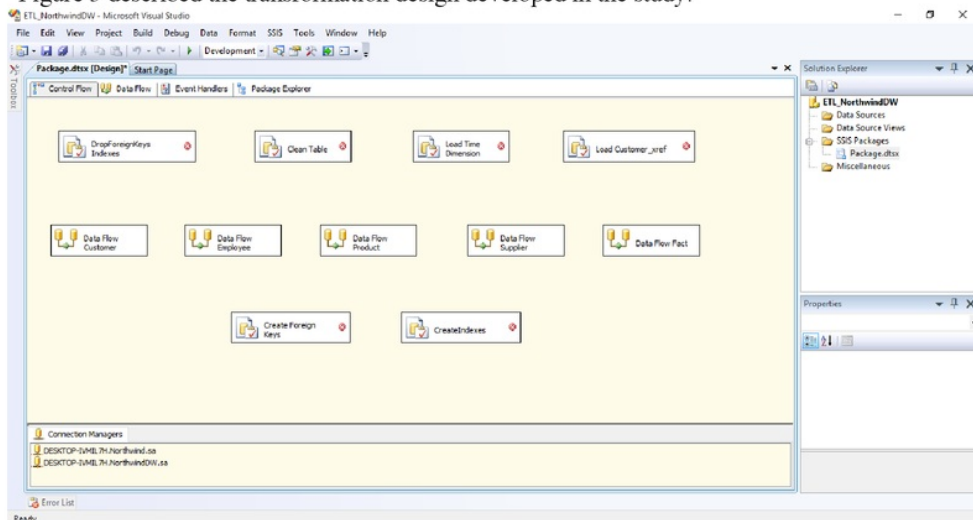 Figure 3 described the transformation design developed in the study.
ETL_NorthwindDW - Microsoft Visual Studio
File Edit View Project Build Debug Data Format SSIS Tools Window Help
Development
Package.dtsx [Design]* Start Page
Control Flow Data Flow Event Handlers Package Explorer
Toolbox
DropForeignKeys
Indexes
Clean Table
Load Time
Dimension
Load Customer_xref
Data Flow
Customer
Data Flow
Employee
Data Flow
Product
Data Flow
Supplier
Data Flow Fact
Create Foreign
Keys
CreateIndexes
Connection Managers
DESKTOP-IVMIL7H.Northwind.sa
DESKTOP-IVMIL7H.NorthwindDW.sa
Error List
Ready
Solution Explorer
ETL_NorthwindDW
Data Sources
Data Source Views
SSIS Packages
Package.dtsx
Miscellaneous
Properties